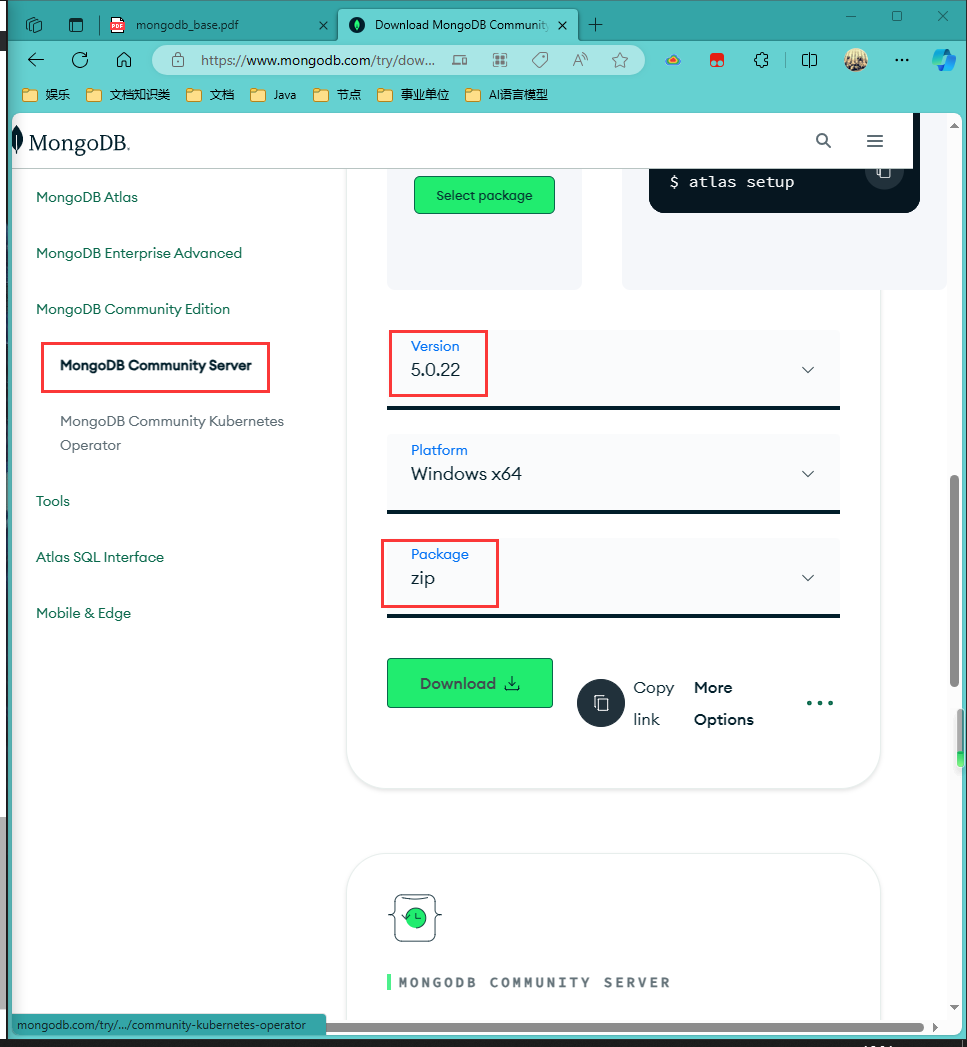 mongodb_base.pdf
Download MongoDB Community
https://www.mongodb.com/try/dow...
娱乐
文档知识类
文档
Java
节点
事业单位
AI语言模型
MongoDB.
$ atlas setup
Select package
MongoDB Atlas
MongoDB Enterprise Advanced
MongoDB Community Edition
MongoDB Community Server
MongoDB Community Kubernetes
Operator
Tools
Atlas SQL Interface
Mobile & Edge
Version
5.0.22
Platform
Windows x64
Package
zip
Download
Copy
link
More
Options
MONGODB COMMUNITY SERVER
mongodb.com/try/.../community-kubernetes-operator